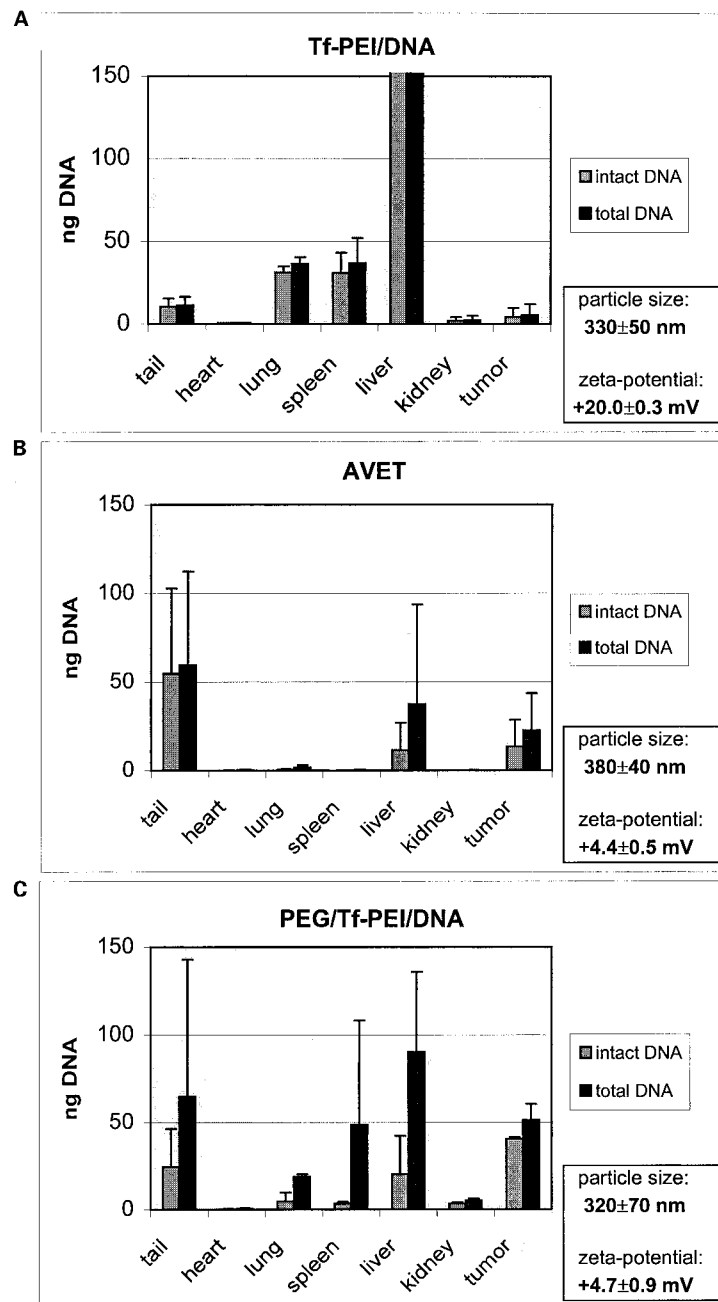 A
Tf-PEI/DNA
150
100
50
0
ng DNA
tail
heart
lung
spleen
liver
kidney
tumor
intact DNA
total DNA
particle size:
330±50 nm
zeta-potential:
+20.0±0.3 mV
B
AVET
150
100
50
0
ng DNA
tail
heart
lung
spleen
liver
kidney
tumor
intact DNA
total DNA
particle size:
380±40 nm
zeta-potential:
+4.4±0.5 mV
C
PEG/Tf-PEI/DNA
150
100
50
0
ng DNA
tail
heart
lung
spleen
liver
kidney
tumor
intact DNA
total DNA
particle size:
320±70 nm
zeta-potential:
+4.7±0.9 mV